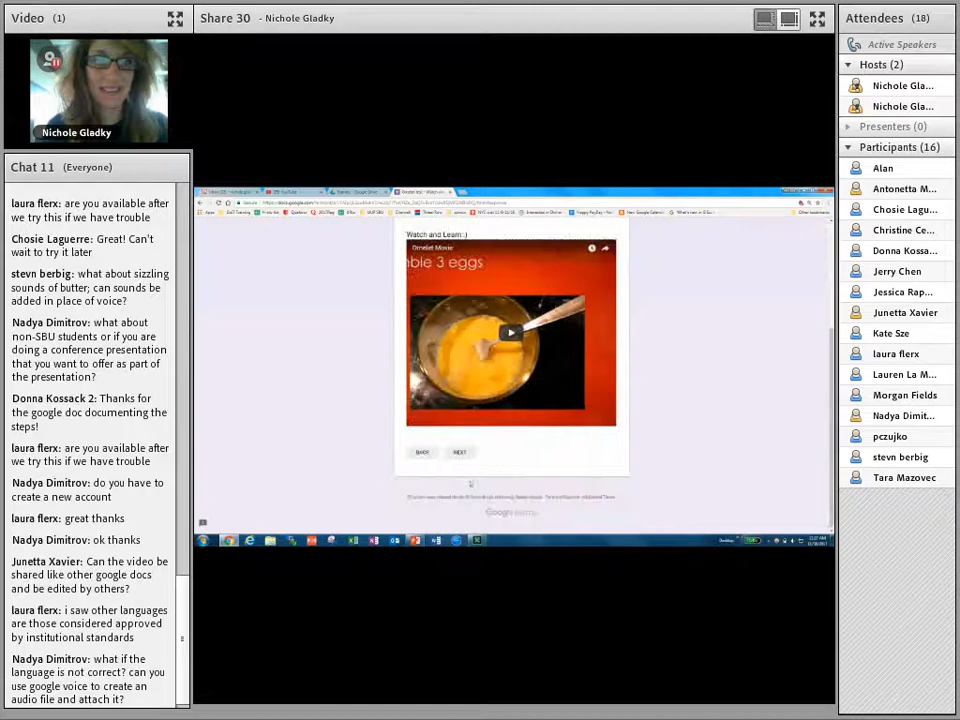 Video (1)
Nichole Gladky
Chat 11 (Everyone)
laura flerx: are you available after
we try this if we have trouble
Chosie Laguerre: Great! Can't
wait to try it later
stevn berbig: what about sizzling
sounds of butter; can sounds be
added in place of voice?
Nadya Dimitrov: what about
non-SBU students or if you are
doing a conference presentation
that you want to offer as part of
the presentation?
Donna Kossack 2: Thanks for
the google doc documenting the
steps!
laura flerx: are you available after
we try this if we have trouble
Nadya Dimitrov: do you have to
create a new account
laura flerx: great thanks
Nadya Dimitrov: ok thanks
Junetta Xavier: Can the video be
shared like other google docs
and be edited by others?
laura flerx: i saw other languages
are those considered approved
by institutional standards
Nadya Dimitrov: what if the
language is not correct? can you
use google voice to create an
audio file and attach it?
Share 30 - Nichole Gladky
Watch and Learn:)
Omelet Movie
ble 3 eggs
BACK NEXT
Google Forms
Attendees (18)
Active Speakers
Hosts (2)
Nichole Gla...
Nichole Gla...
Presenters (0)
Participants (16)
Alan
Antonetta M...
Chosie Lagu...
Christine Ce...
Donna Kossa...
Jerry Chen
Jessica Rap...
Junetta Xavier
Kate Sze
laura flerx
Lauren La M...
Morgan Fields
Nadya Dimit...
pczujko
stevn berbig
Tara Mazovec